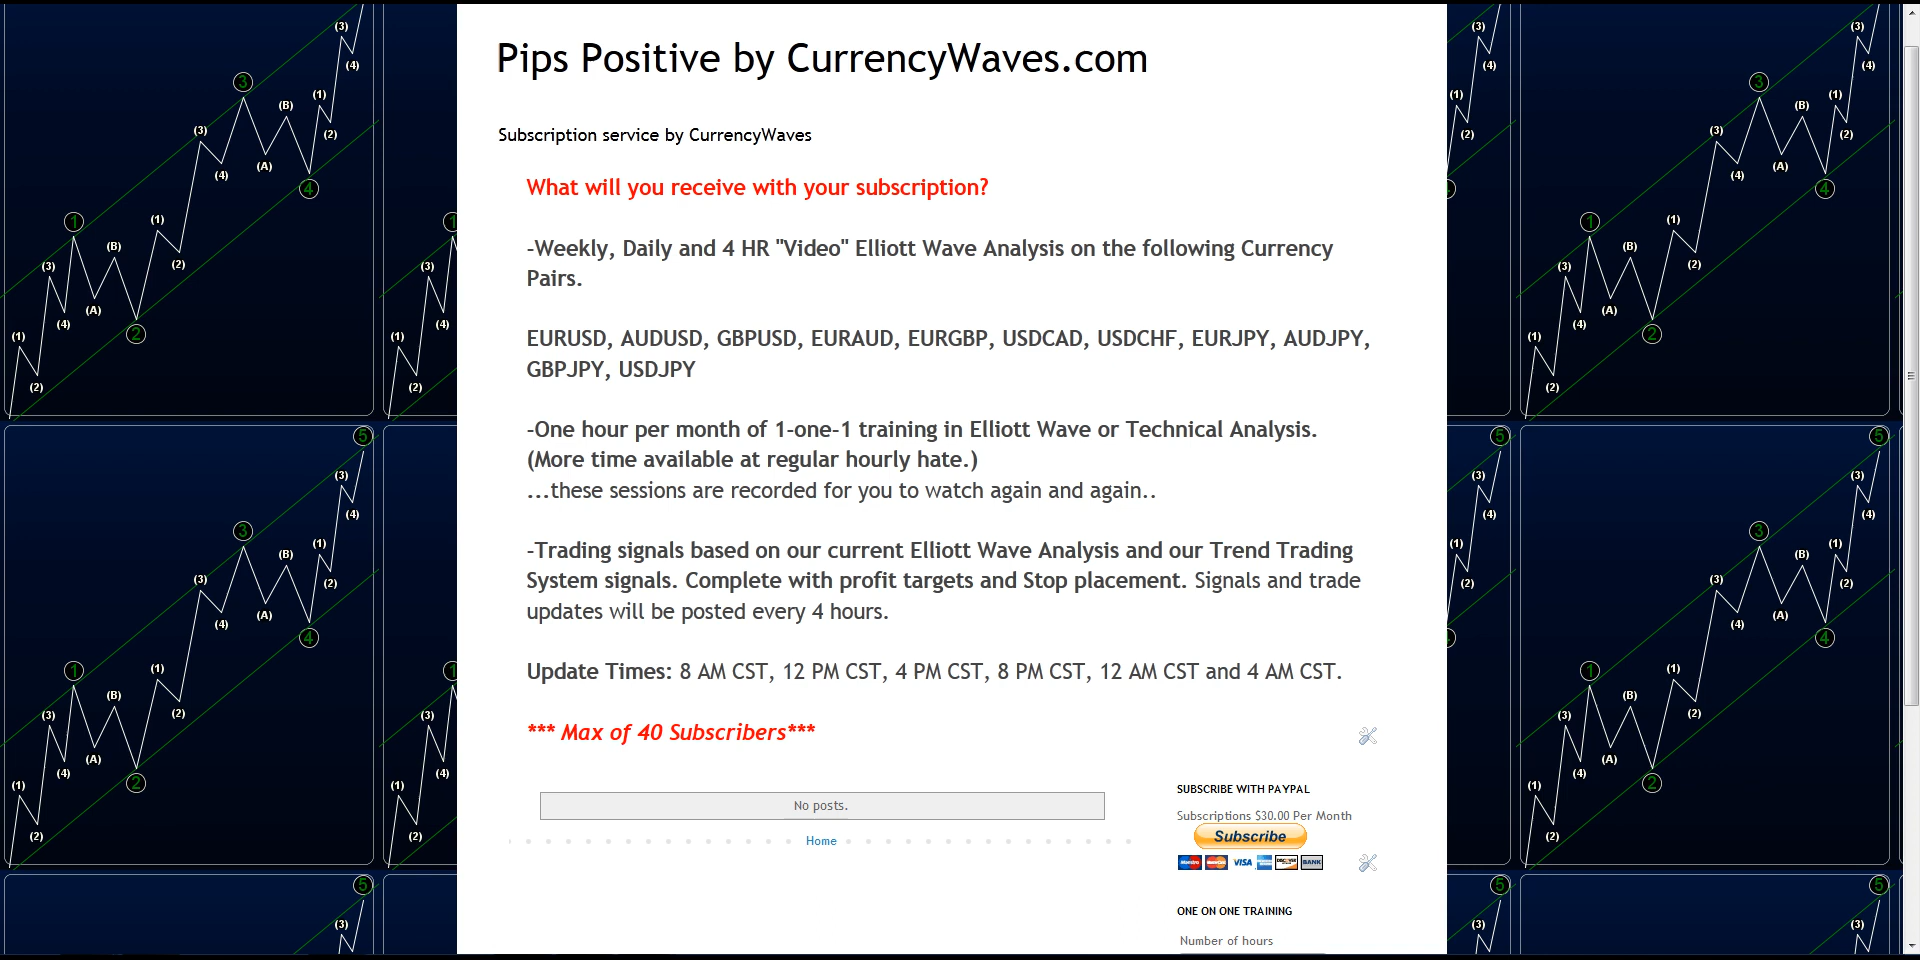 Pips Positive by CurrencyWaves.com
Subscription service by CurrencyWaves
What will you receive with your subscription?
-Weekly, Daily and 4 HR "Video" Elliott Wave Analysis on the following Currency
Pairs.
EURUSD, AUDUSD, GBPUSD, EURAUD, EURGBP, USDCAD, USDCHF, EURJPY, AUDJPY,
GBPJPY, USDJPY
-One hour per month of 1-one-1 training in Elliott Wave or Technical Analysis.
(More time available at regular hourly hate.)
...these sessions are recorded for you to watch again and again..
-Trading signals based on our current Elliott Wave Analysis and our Trend Trading
System signals. Complete with profit targets and Stop placement. Signals and trade
updates will be posted every 4 hours.
Update Times: 8 AM CST, 12 PM CST, 4 PM CST, 8 PM CST, 12 AM CST and 4 AM CST.
*** Max of 40 Subscribers***
No posts.
Home
SUBSCRIBE WITH PAYPAL
Subscriptions $30.00 Per Month
Subscribe
VISA
BANK
ONE ON ONE TRAINING
Number of hours